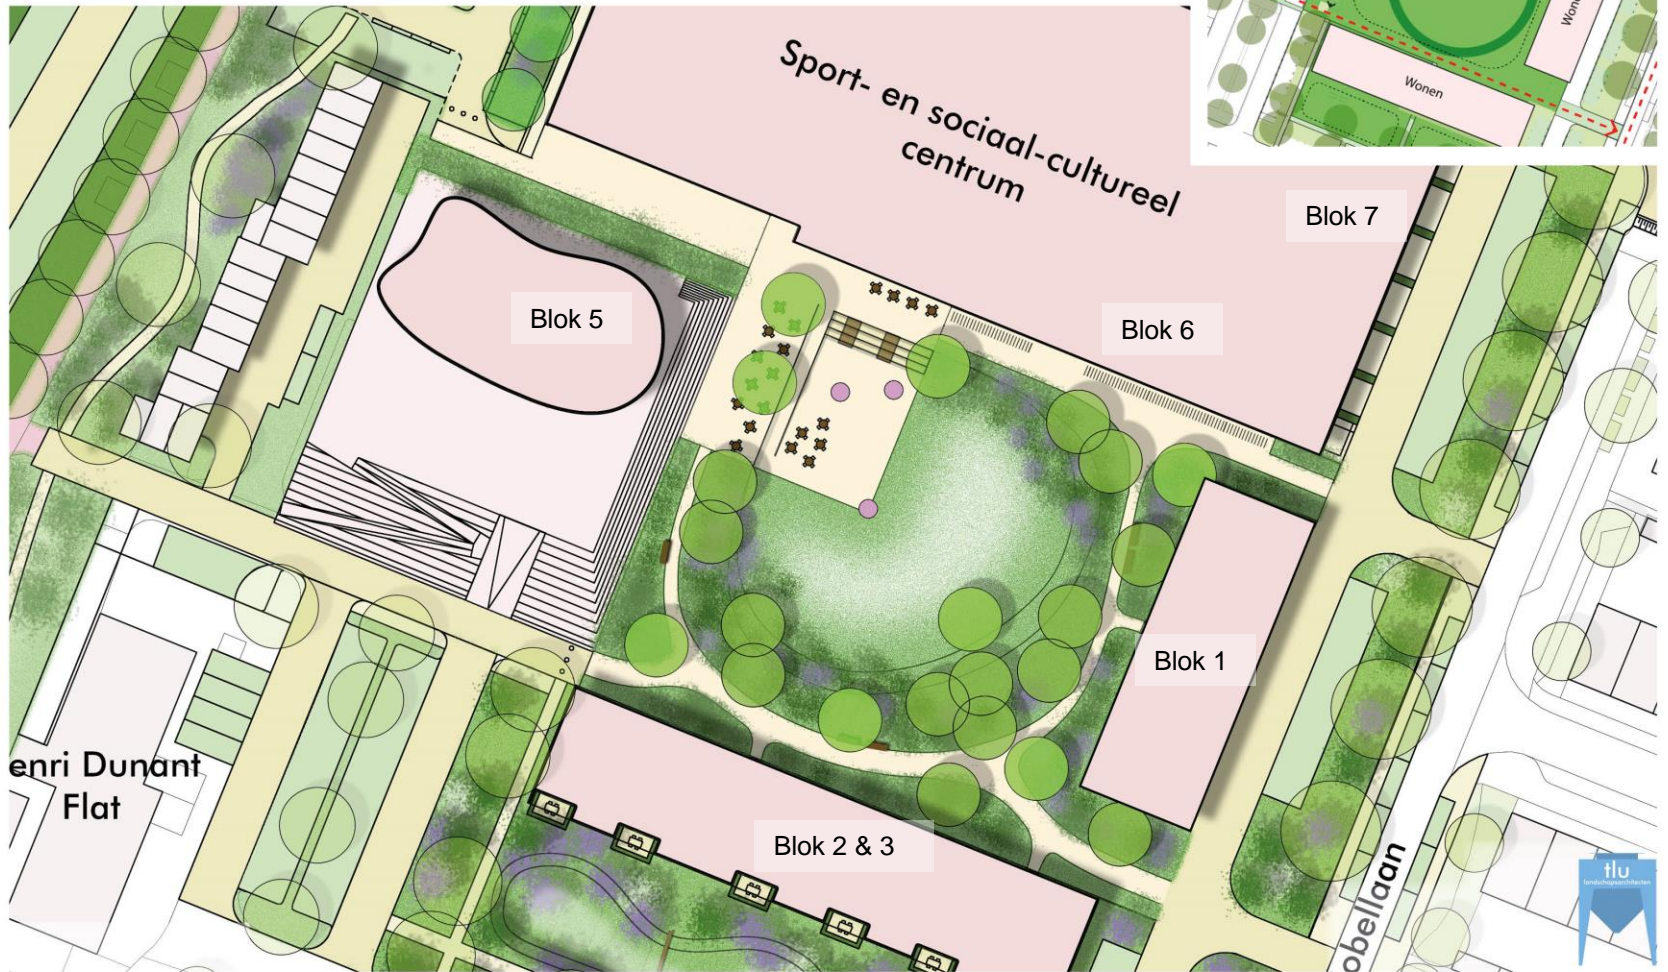 Sport- en sociaal-cultureel
centrum
Wonen
Blok 7
Blok 5
Blok 6
Blok 1
enri Dunant
Flat
Blok 2 & 3
obellaan
tlu
landschapsarchitecten